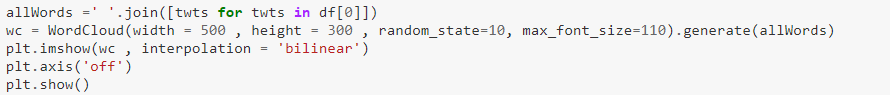 allWords =' '.join([twts for twts in df[0]])
wc = WordCloud(width = 500 , height = 300 , random_state=10, max_font_size=110).generate(allWords)
plt.imshow(wc , interpolation = 'bilinear')
plt.axis('off')
plt.show()